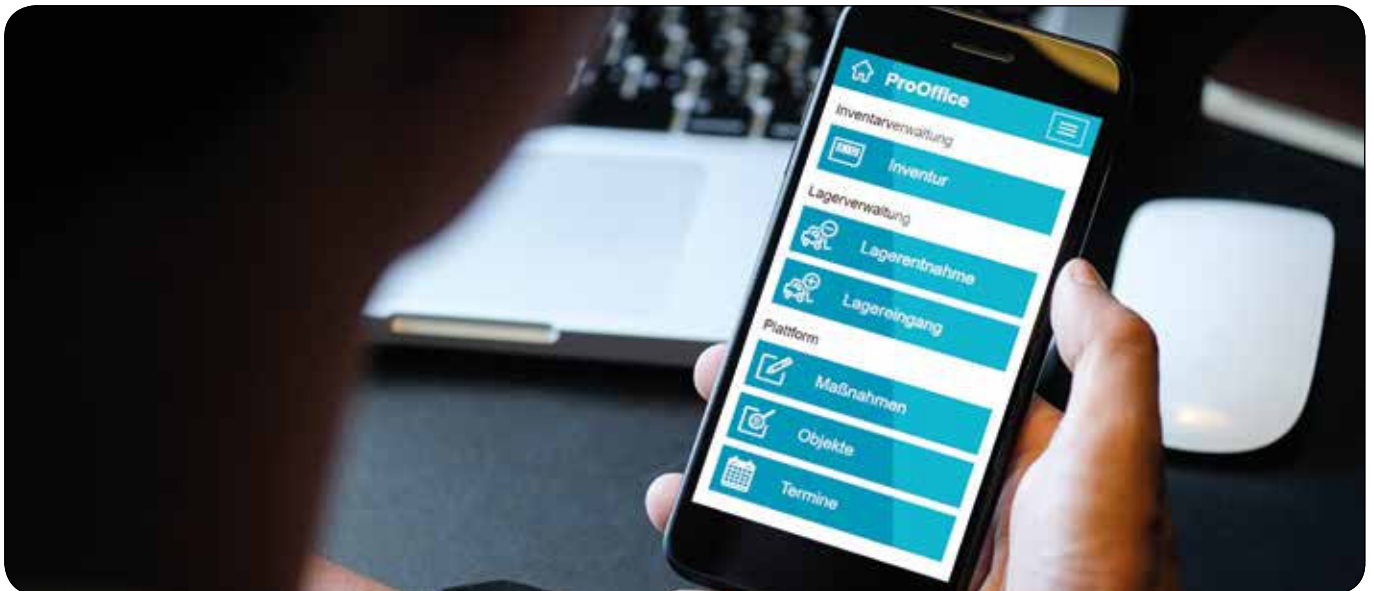 ProOffice
Inventarverwaltung
Inventur
Lagerverwaltung
Lagerentnahme
Lagereingang
Plattform
Maßnahmen
Objekte
Termine